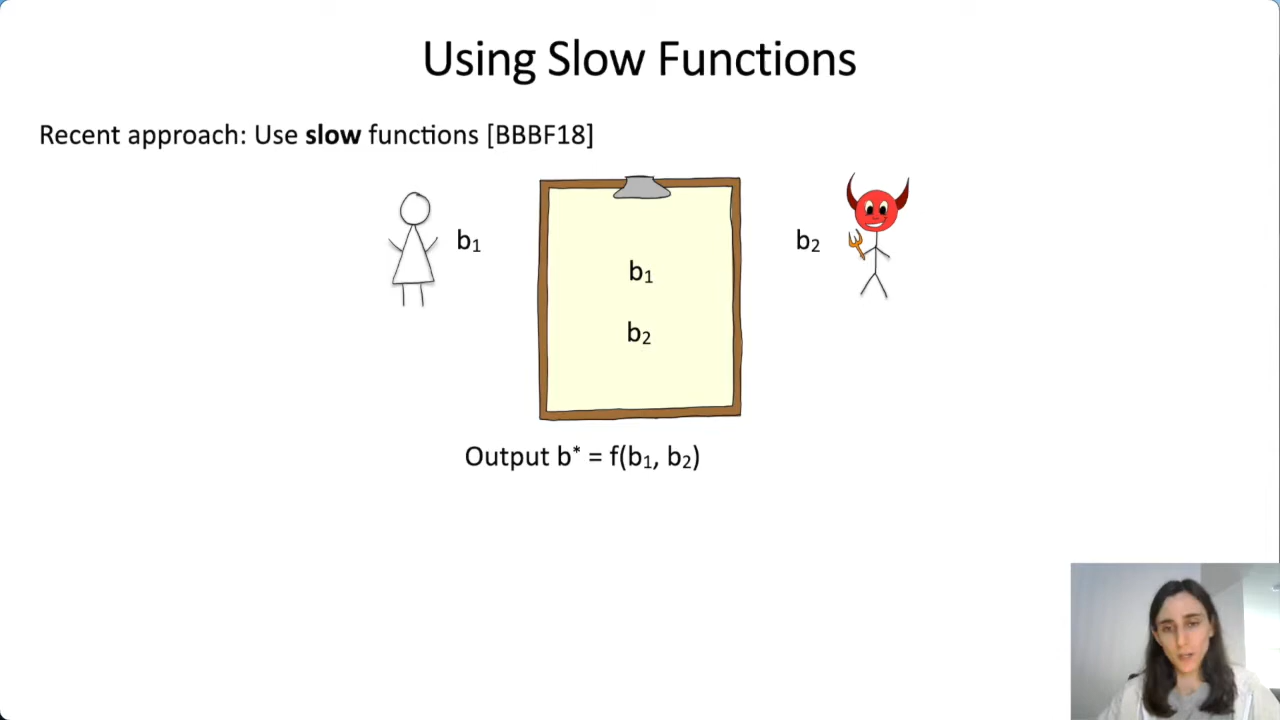 Using Slow Functions
Recent approach: Use slow functions [BBBF18]
b₁
b₂
b₁
b₂
Output b* = f(b₁, b₂)